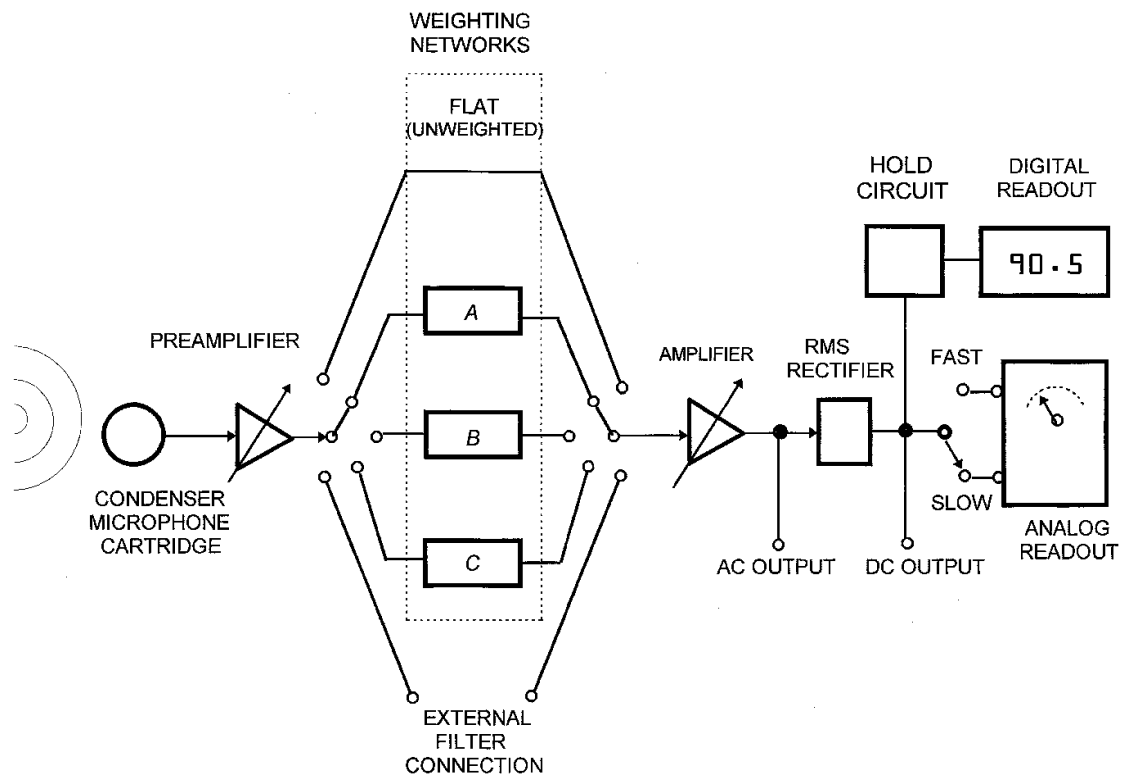 WEIGHTING
NETWORKS
FLAT
(UNWEIGHTED)
HOLD
CIRCUIT
DIGITAL
READOUT
90.5
A
PREAMPLIFIER
AMPLIFIER
RMS
RECTIFIER
FAST
B
CONDENSER
MICROPHONE
CARTRIDGE
SLOW
ANALOG
READOUT
C
AC OUTPUT
DC OUTPUT
EXTERNAL
FILTER
CONNECTION